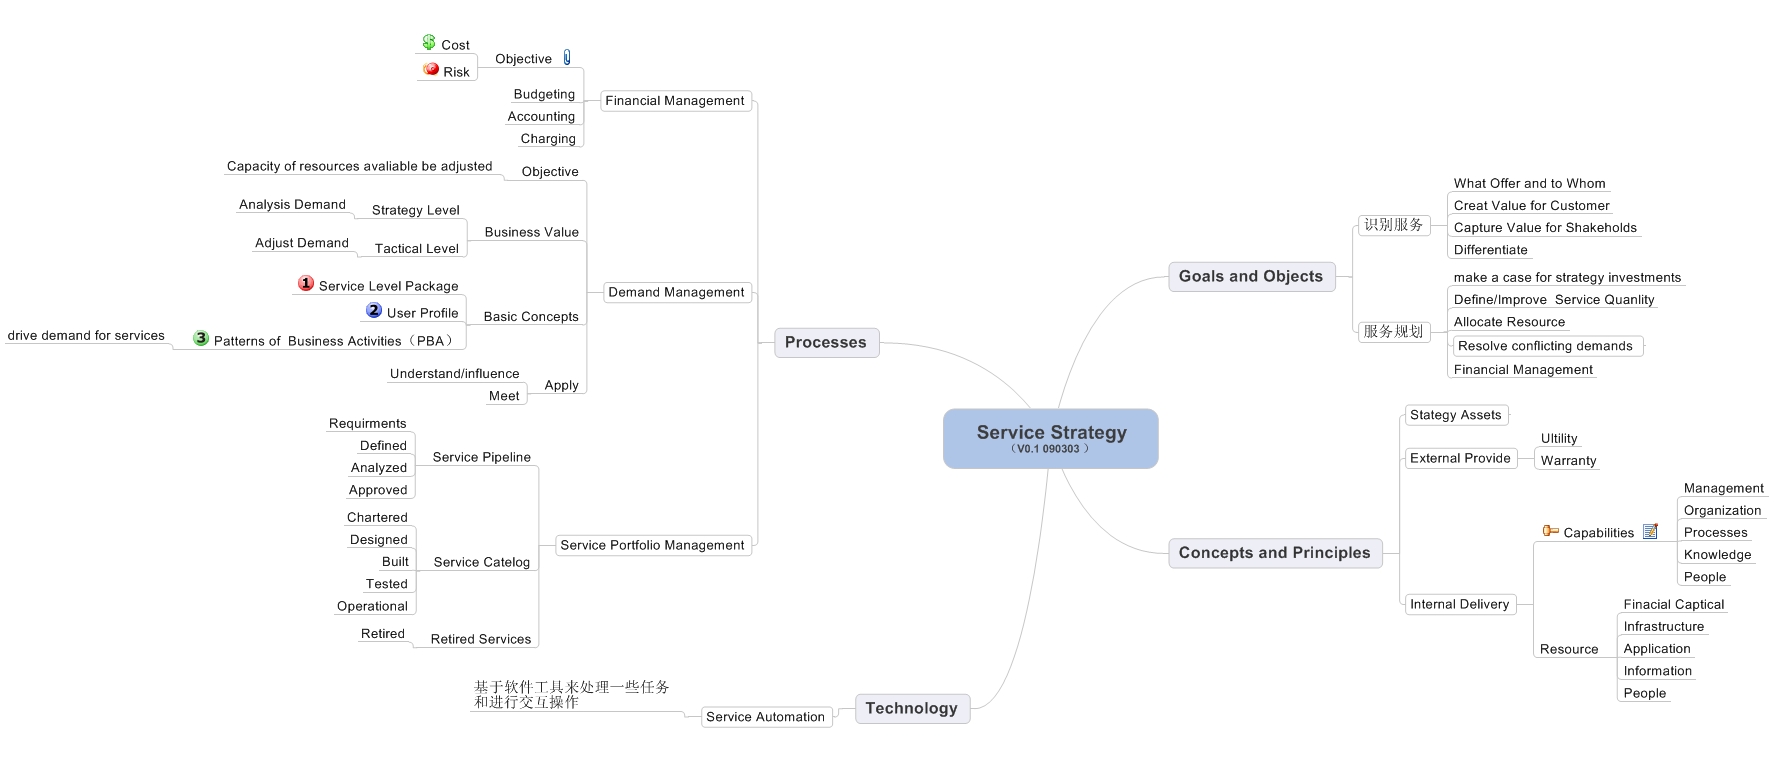 Service Strategy
（V0.1 090303 ）
Processes
Financial Management
Objective
Cost
Risk
Budgeting
Accounting
Charging
Demand Management
Objective
Capacity of resources avaliable be adjusted
Business Value
Strategy Level
Analysis Demand
Tactical Level
Adjust Demand
Basic Concepts
1 Service Level Package
2 User Profile
3 Patterns of Business Activities（PBA）
drive demand for services
Apply
Understand/influence
Meet
Service Portfolio Management
Service Pipeline
Requirments
Defined
Analyzed
Approved
Service Catelog
Chartered
Designed
Built
Tested
Operational
Retired Services
Retired
Technology
Service Automation
基于软件工具来处理一些任务
和进行交互操作
Goals and Objects
识别服务
What Offer and to Whom
Creat Value for Customer
Capture Value for Shakeholds
Differentiate
服务规划
make a case for strategy investments
Define/Improve Service Quanlity
Allocate Resource
Resolve conflicting demands
Financial Management
Concepts and Principles
Stategy Assets
External Provide
Ultility
Warranty
Internal Delivery
Capabilities
Management
Organization
Processes
Knowledge
People
Resource
Finacial Captical
Infrastructure
Application
Information
People